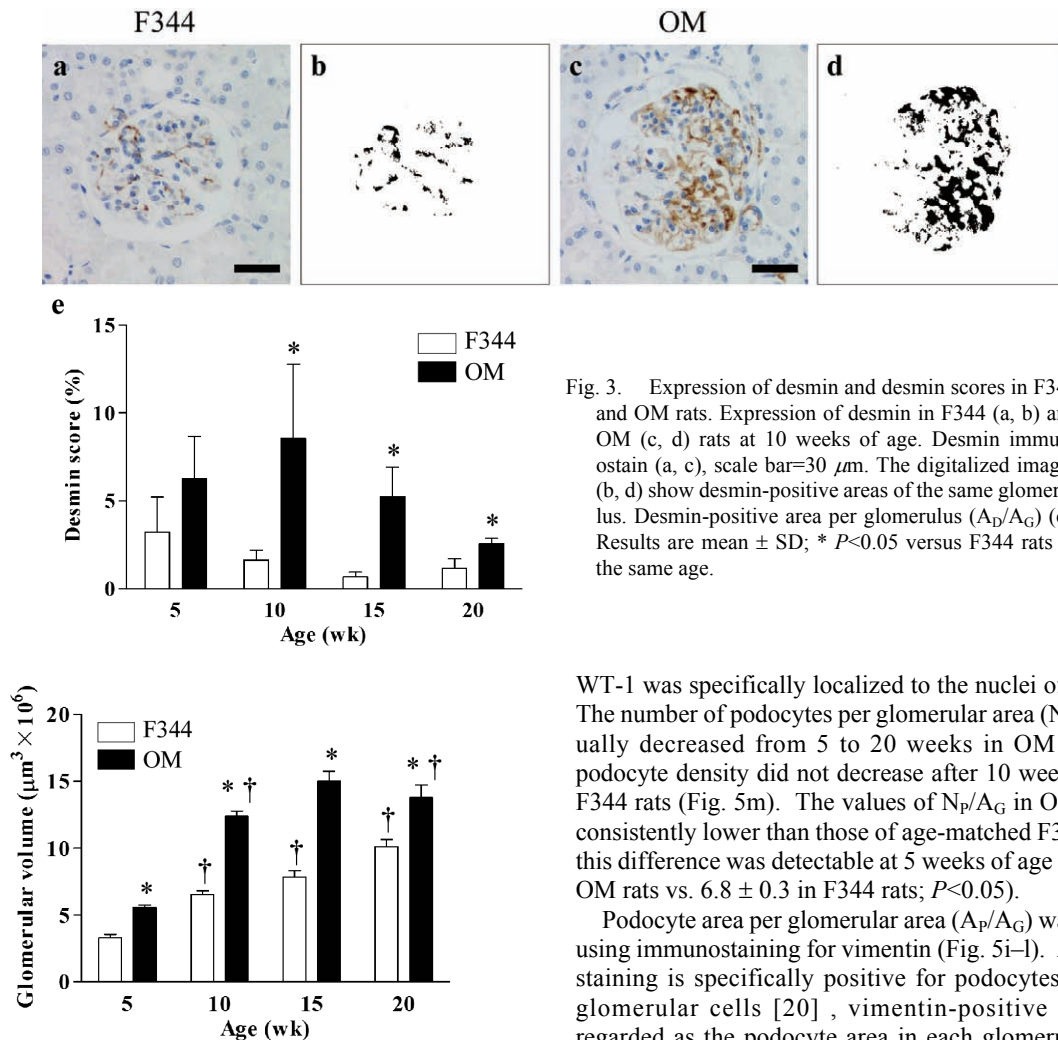 F344
OM
a
b
c
d
e
Desmin score (%)
15
10
5
0
F344
OM
*
*
*
5 10 15 20
Age (wk)
Fig. 3. Expression of desmin and desmin scores in F34
and OM rats. Expression of desmin in F344 (a, b) a
OM (c, d) rats at 10 weeks of age. Desmin immu
ostain (a, c), scale bar=30 μm. The digitalized imag
(b, d) show desmin-positive areas of the same glomer
lus. Desmin-positive area per glomerulus (A_D/A_G) (
Results are mean ± SD; * P<0.05 versus F344 rats
the same age.
Glomerular volume (μm³ × 10⁶)
20
15
10
5
0
F344
OM
*
†
* †
†
*
†
* †
5 10 15 20
Age (wk)
WT-1 was specifically localized to the nuclei of
The number of podocytes per glomerular area (N
ually decreased from 5 to 20 weeks in OM
podocyte density did not decrease after 10 wee
F344 rats (Fig. 5m). The values of N_P/A_G in O
consistently lower than those of age-matched F3
this difference was detectable at 5 weeks of age
OM rats vs. 6.8 ± 0.3 in F344 rats; P<0.05).
Podocyte area per glomerular area (A_P/A_G) wa
using immunostaining for vimentin (Fig. 5i–l).
staining is specifically positive for podocytes
glomerular cells [20] , vimentin-positive
regarded as the podocyte area in each glomeru